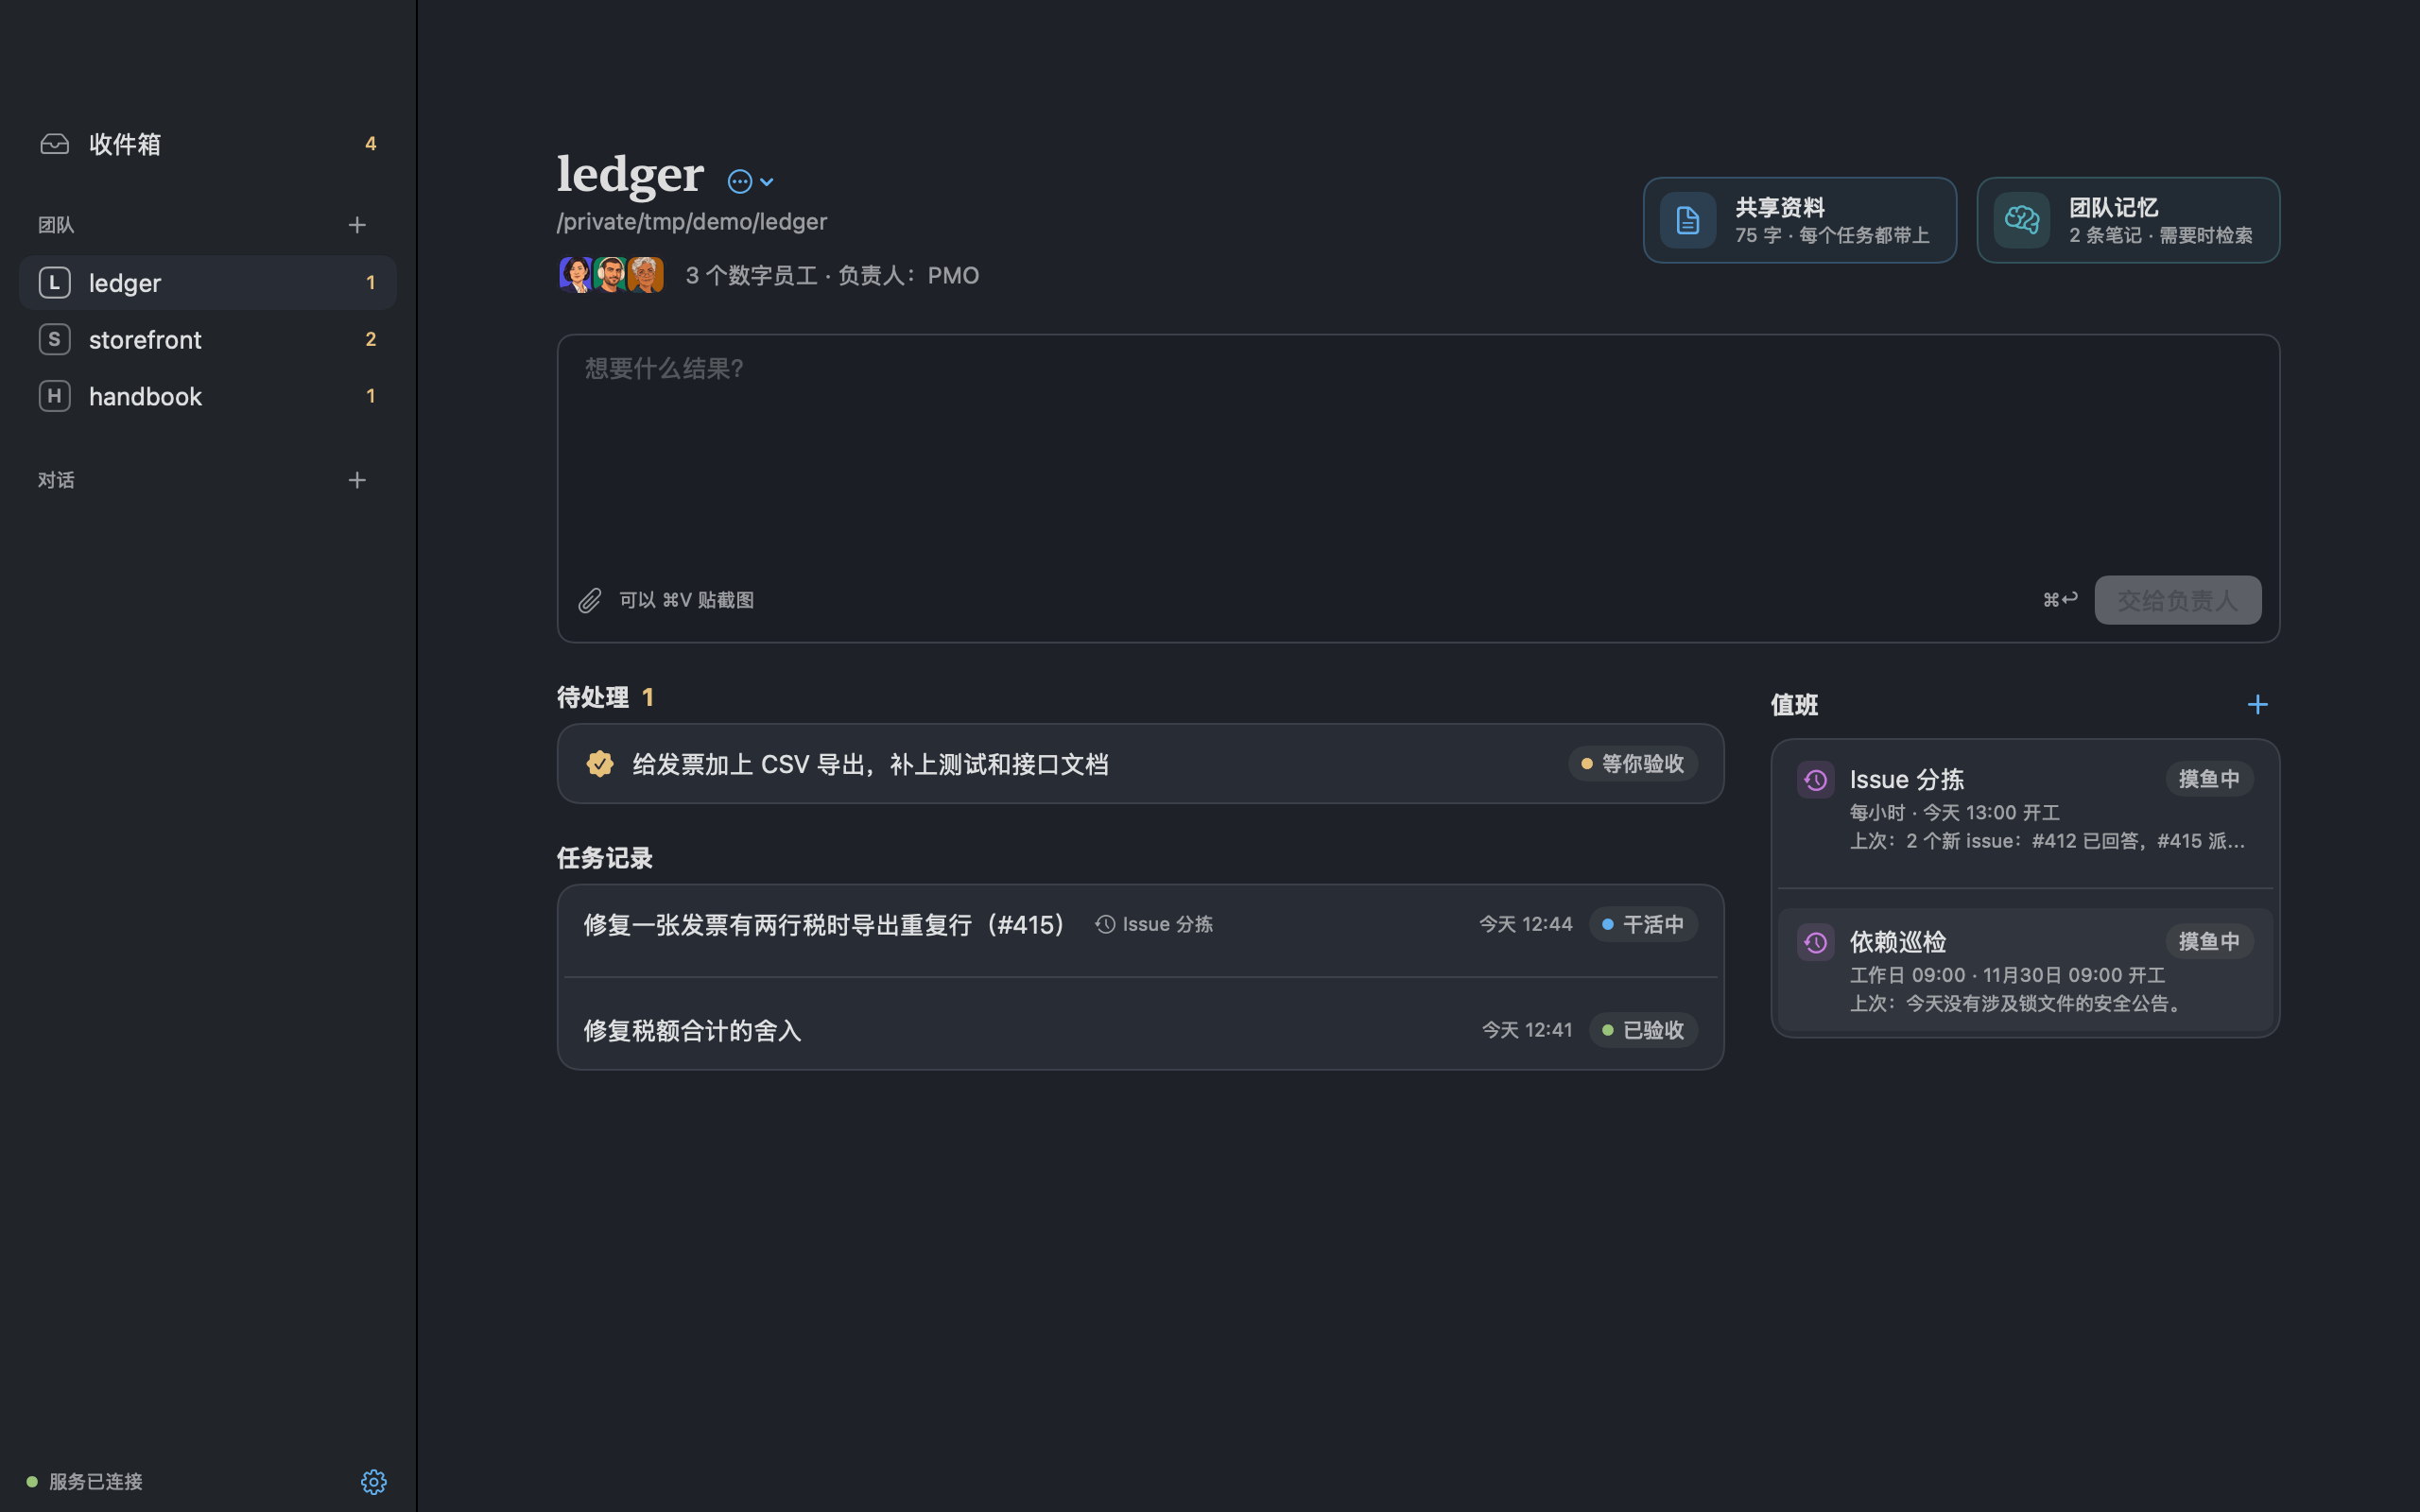 收件箱 4
团队
L ledger 1
S storefront 2
H handbook 1
对话
服务已连接
ledger
/private/tmp/demo/ledger
3 个数字员工 · 负责人：PMO
共享资料
75 字 · 每个任务都带上
团队记忆
2 条笔记 · 需要时检索
想要什么结果？
可以 ⌘V 贴截图
⌘↩ 交给负责人
待处理 1
给发票加上 CSV 导出，补上测试和接口文档 等你验收
任务记录
修复一张发票有两行税时导出重复行（#415） Issue 分拣 今天 12:44 干活中
修复税额合计的舍入 今天 12:41 已验收
值班
Issue 分拣 摸鱼中
每小时 · 今天 13:00 开工
上次：2 个新 issue：#412 已回答，#415 派…
依赖巡检 摸鱼中
工作日 09:00 · 11月30日 09:00 开工
上次：今天没有涉及锁文件的安全公告。